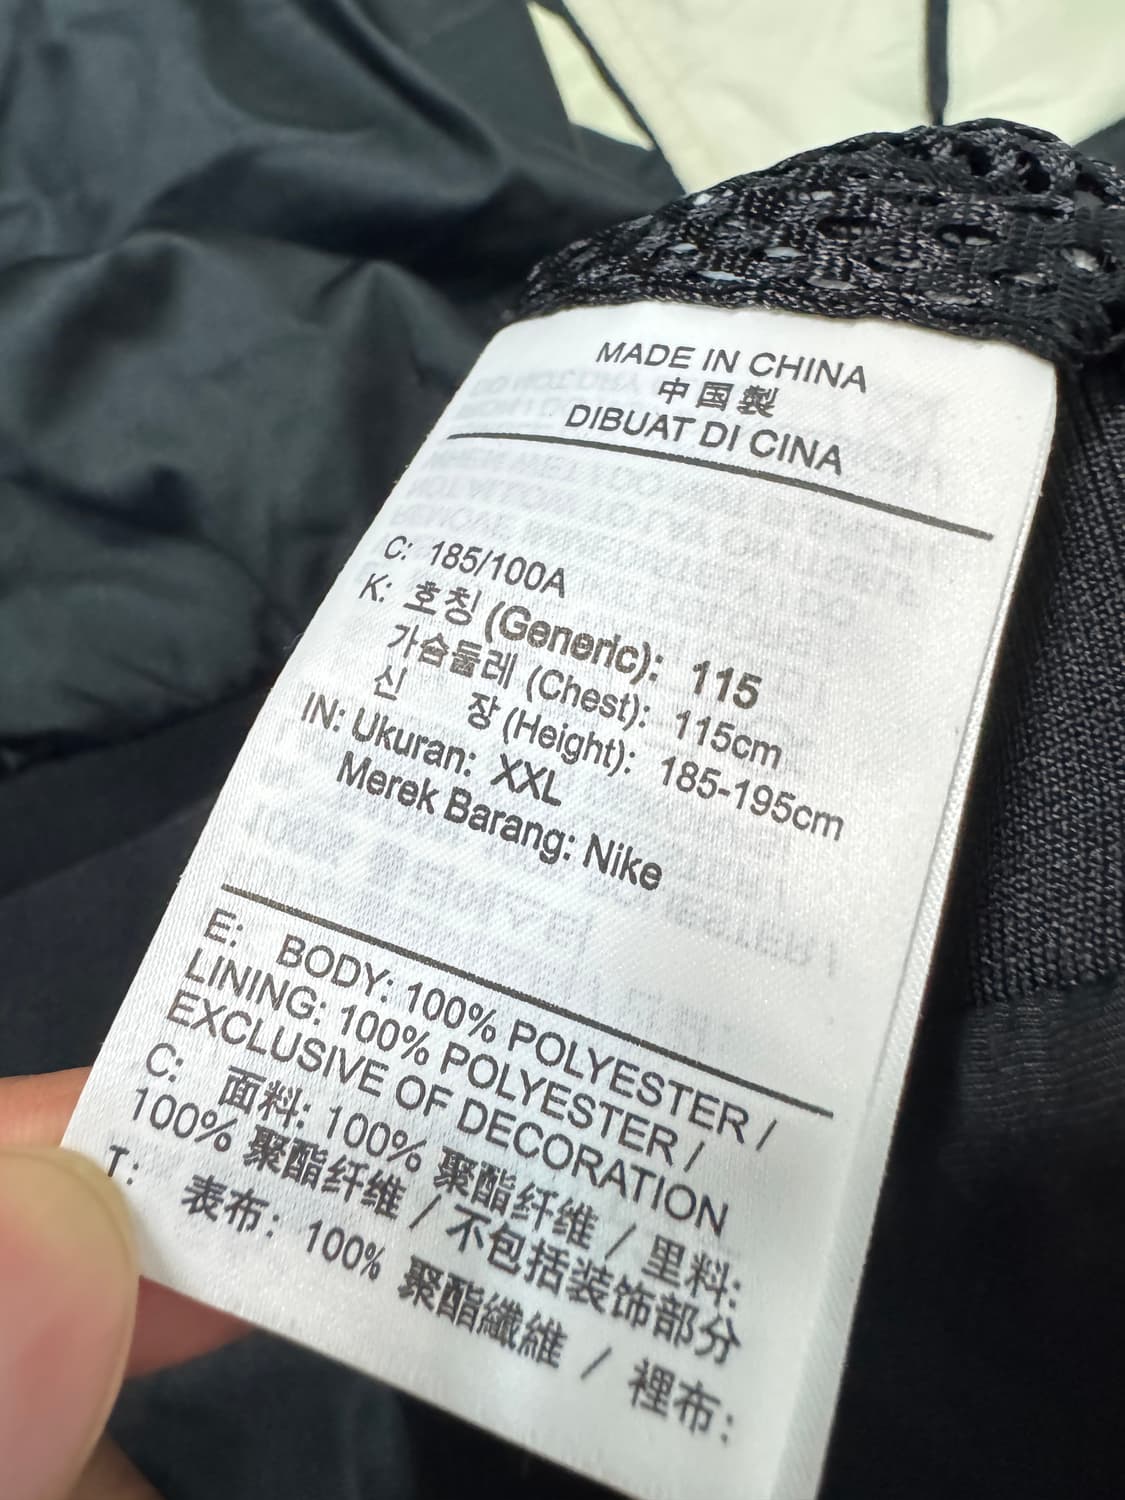 MADE IN CHINA
中国製
DIBUAT DI CINA
C: 185/100A
K: 호칭 (Generic): 115
가슴둘레 (Chest): 115cm
신 장 (Height): 185-195cm
IN: Ukuran: XXL
Merek Barang: Nike
E: BODY: 100% POLYESTER /
LINING: 100% POLYESTER /
EXCLUSIVE OF DECORATION
C: 面料: 100% 聚酯纤维 / 里料:
100% 聚酯纤维 / 不包括装饰部分
T: 表布: 100% 聚酯纖維 / 裡布: